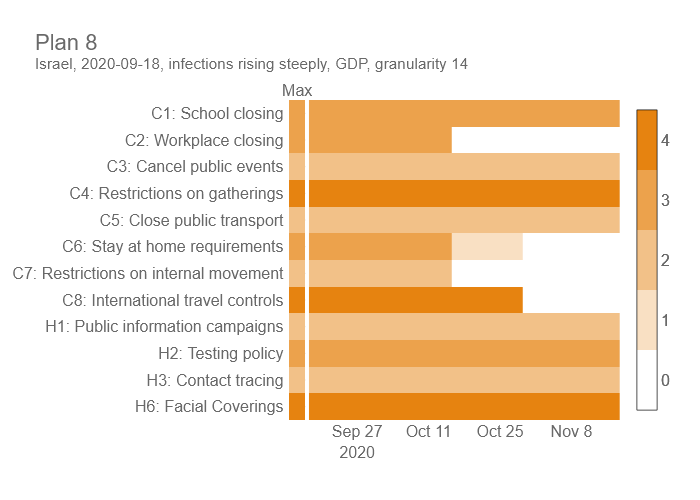 Plan 8
Israel, 2020-09-18, infections rising steeply, GDP, granularity 14
Max
C1: School closing
C2: Workplace closing
C3: Cancel public events
C4: Restrictions on gatherings
C5: Close public transport
C6: Stay at home requirements
C7: Restrictions on internal movement
C8: International travel controls
H1: Public information campaigns
H2: Testing policy
H3: Contact tracing
H6: Facial Coverings
Sep 27 Oct 11 Oct 25 Nov 8
2020
4
3
2
1
0